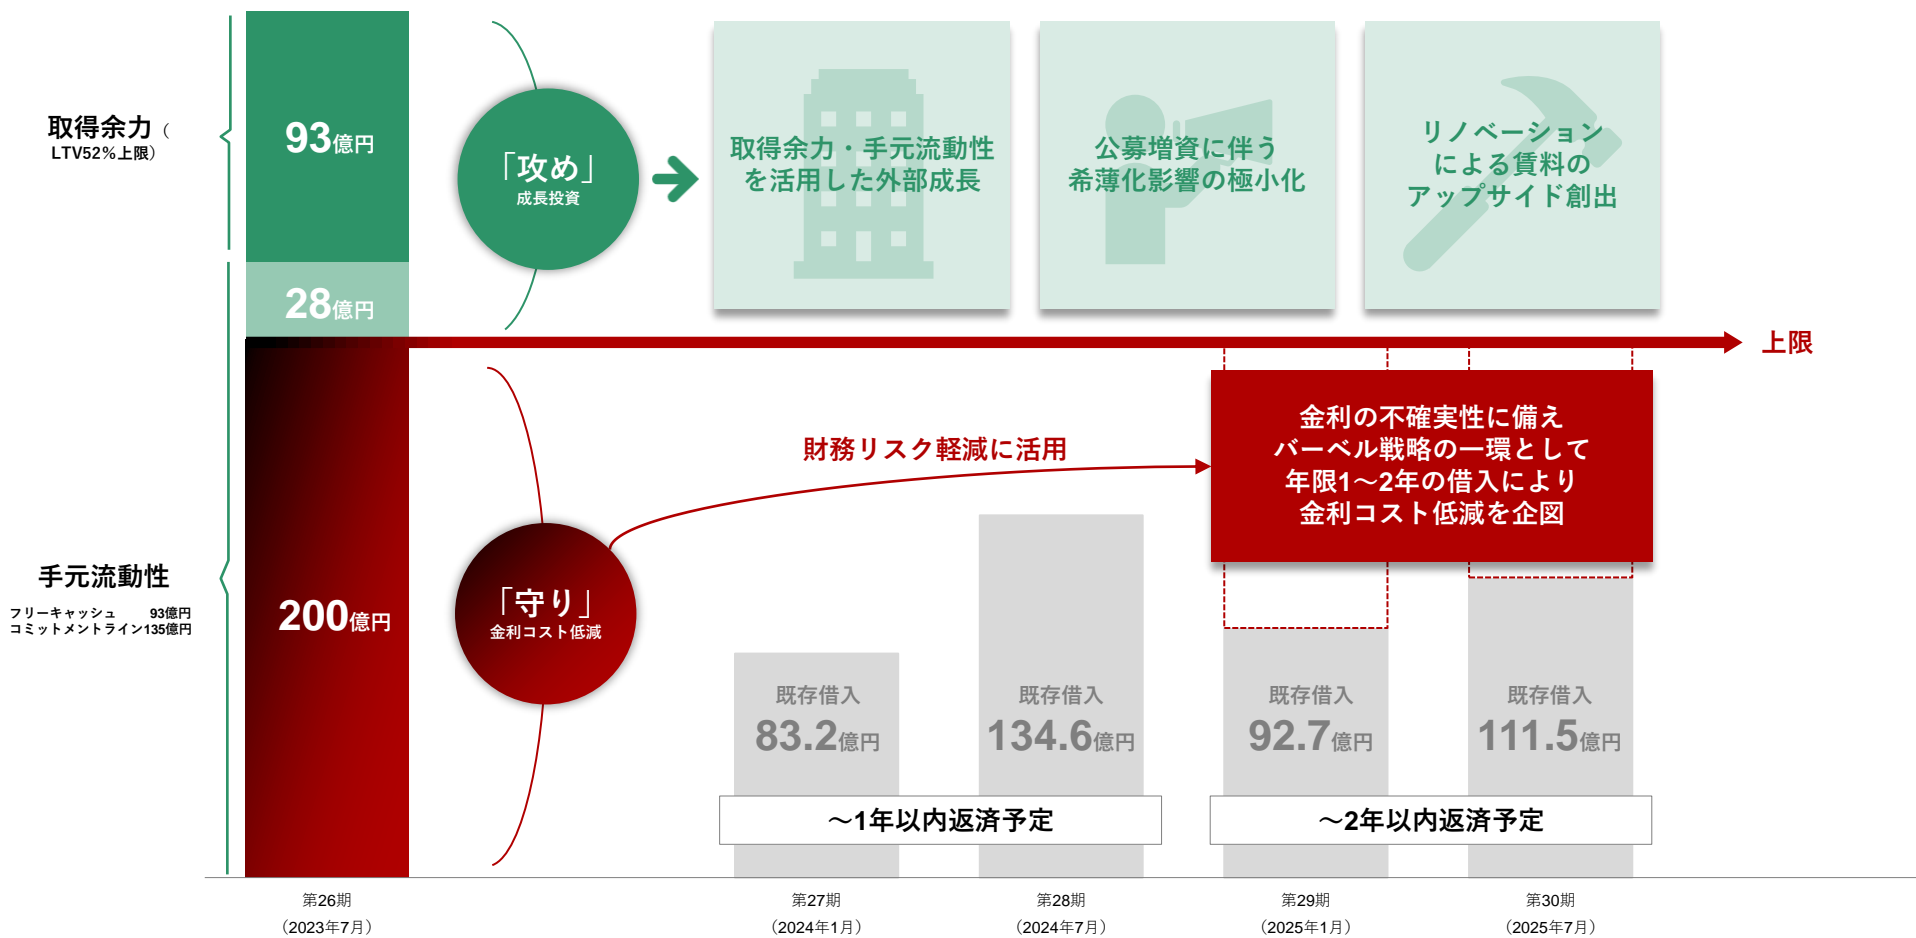 取得余力（
LTV52%上限）
93億円
28億円
「攻め」
成長投資
取得余力・手元流動性
を活用した外部成長
公募増資に伴う
希薄化影響の極小化
リノベーション
による賃料の
アップサイド創出
上限
手元流動性
フリーキャッシュ 93億円
コミットメントライン135億円
200億円
「守り」
金利コスト低減
財務リスク軽減に活用
金利の不確実性に備え
バーベル戦略の一環として
年限1～2年の借入により
金利コスト低減を企図
既存借入
83.2億円
既存借入
134.6億円
既存借入
92.7億円
既存借入
111.5億円
～1年以内返済予定
～2年以内返済予定
第26期
（2023年7月）
第27期
（2024年1月）
第28期
（2024年7月）
第29期
（2025年1月）
第30期
（2025年7月）